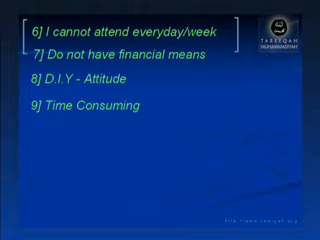 6] I cannot attend everyday/week
7] Do not have financial means
8] D.I.Y - Attitude
9] Time Consuming
TAREEQAH
MUHAMMADIYAH